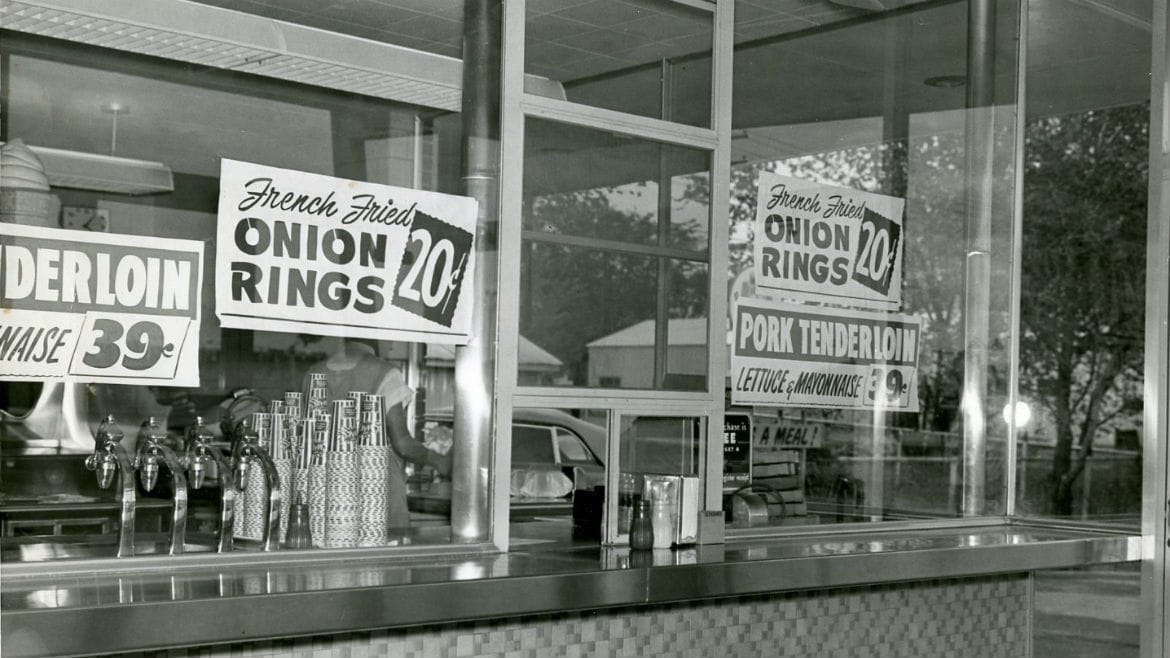 French Fried
ONION
RINGS
20¢
DERLOIN
NAISE
39¢
French Fried
ONION
RINGS
20¢
PORK TENDERLOIN
LETTUCE & MAYONNAISE
39¢
A MEAL!